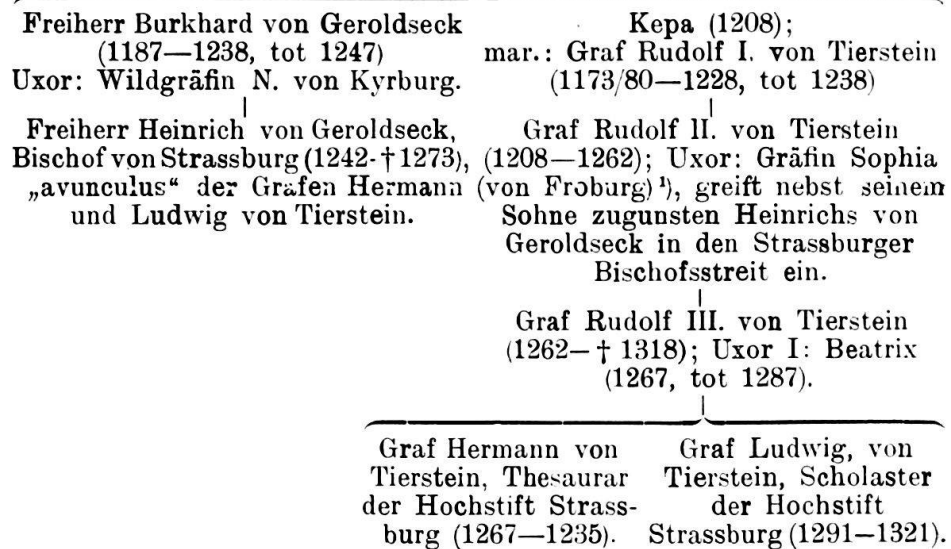 Freiherr Burkhard von Geroldseck
(1187—1238, tot 1247)
Uxor: Wildgräfin N. von Kyrburg.
Freiherr Heinrich von Geroldseck,
Bischof von Strassburg (1242-†1273),
„avunculus“ der Grafen Hermann
und Ludwig von Tierstein.
Kepa (1208);
mar.: Graf Rudolf I. von Tierstein
(1173/80—1228, tot 1238)
Graf Rudolf II. von Tierstein
(1208—1262); Uxor: Gräfin Sophia
(von Froburg) ¹), greift nebst seinem
Sohne zugunsten Heinrichs von
Geroldseck in den Strassburger
Bischofsstreit ein.
Graf Rudolf III. von Tierstein
(1262—† 1318); Uxor I: Beatrix
(1267, tot 1287).
Graf Hermann von
Tierstein, Thesaurar
der Hochstift Strass-
burg (1267—1235).
Graf Ludwig, von
Tierstein, Scholaster
der Hochstift
Strassburg (1291—1321).